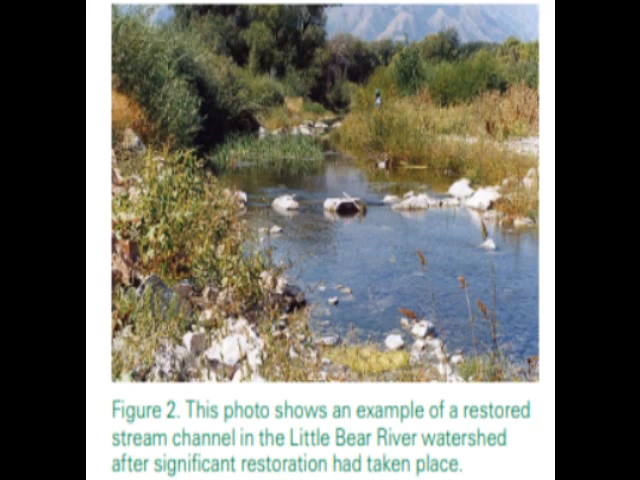 Figure 2. This photo shows an example of a restored
stream channel in the Little Bear River watershed
after significant restoration had taken place.